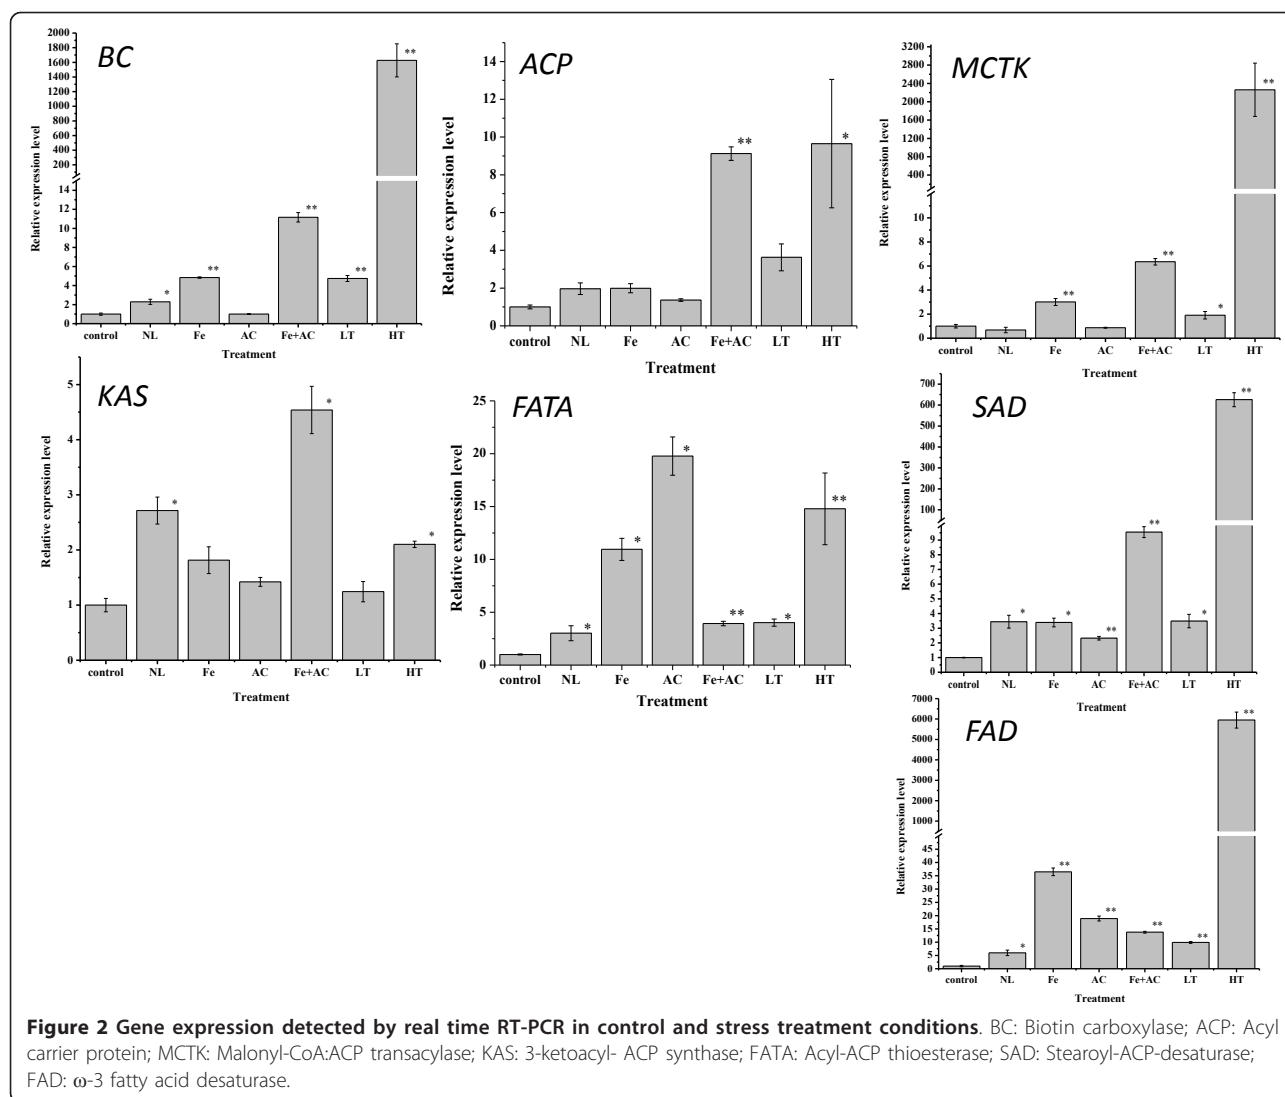 BC
Relative expression level
2000
1800
1600
1400
1200
1000
800
600
400
200
14
12
10
8
6
4
2
0
* ** ** ** **
control NL Fe AC Fe+AC LT HT
Treatment
ACP
Relative expression level
14
12
10
8
6
4
2
0
** *
control NL Fe AC Fe+AC LT HT
Treatment
MCTK
Relative expression level
3200
2800
2400
2000
1600
1200
800
400
10
8
6
4
2
0
** ** * **
control NL Fe AC Fe+AC LT HT
Treatment
KAS
Relative expression level
5
4
3
2
1
0
* * *
control NL Fe AC Fe+AC LT HT
Treatment
FATA
Relative expression level
25
20
15
10
5
0
* * * ** * **
control NL Fe AC Fe+AC LT HT
Treatment
SAD
Relative expression level
700
600
500
400
300
200
100
9
8
7
6
5
4
3
2
1
0
* * ** ** * **
control NL Fe AC Fe+AC LT HT
Treatment
FAD
Relative expression level
7000
6000
5000
4000
3000
2000
1000
45
40
35
30
25
20
15
10
5
0
* ** ** ** ** **
control NL Fe AC Fe+AC LT HT
Treatment
Figure 2 Gene expression detected by real time RT-PCR in control and stress treatment conditions. BC: Biotin carboxylase; ACP: Acyl
carrier protein; MCTK: Malonyl-CoA:ACP transacylase; KAS: 3-ketoacyl- ACP synthase; FATA: Acyl-ACP thioesterase; SAD: Stearoyl-ACP-desaturase;
FAD: ω-3 fatty acid desaturase.